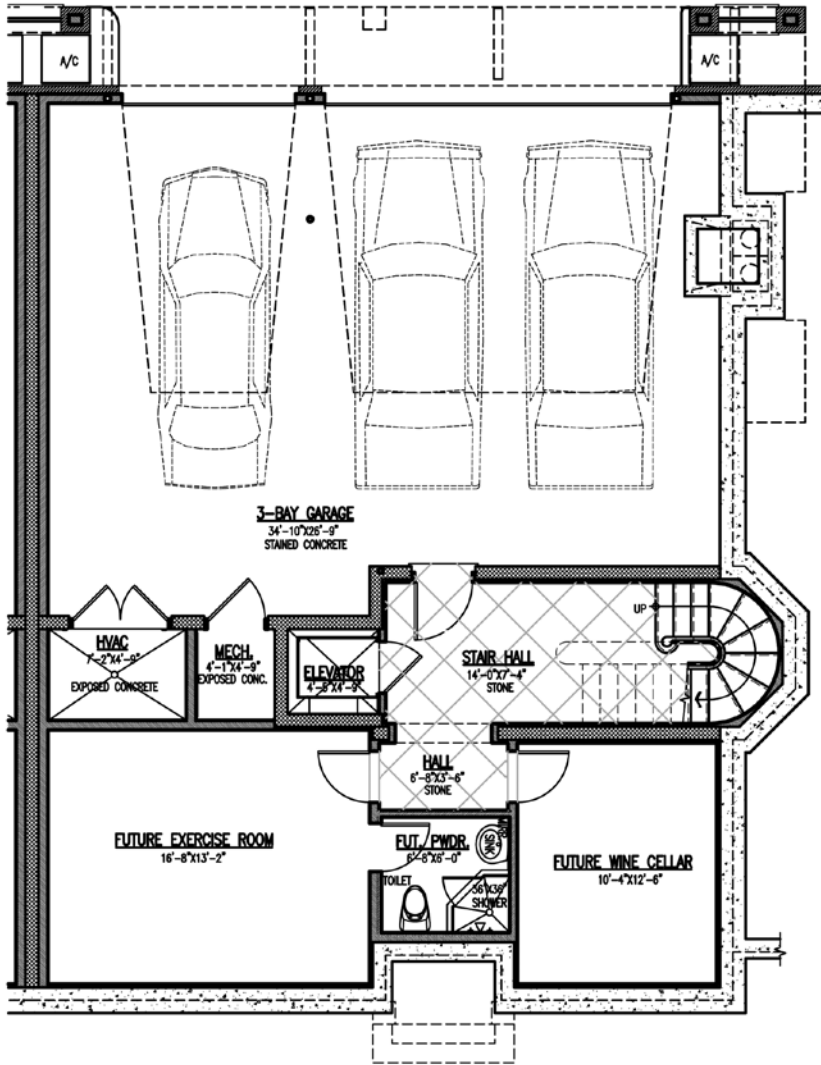 A/C
A/C
3-BAY GARAGE
34'-10"X26'-9"
STAINED CONCRETE
UP
HVAC
7'-2"X4'-9"
EXPOSED CONCRETE
MECH.
4'-1"X4'-9"
EXPOSED CONC.
ELEVATOR
4'-8"X4'-9"
STAIR HALL
14'-0"X7'-4"
STONE
HALL
6'-8"X3'-6"
STONE
FUTURE EXERCISE ROOM
16'-8"X13'-2"
FUT. PWDR.
6'-8"X6'-0"
SINK
TOILET
36"X36"
SHOWER
FUTURE WINE CELLAR
10'-4"X12'-6"